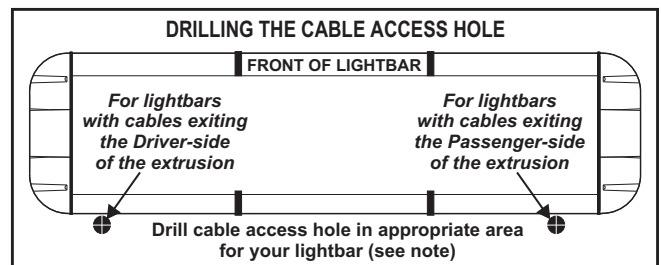 DRILLING THE CABLE ACCESS HOLE
FRONT OF LIGHTBAR
For lightbars
with cables exiting
the Driver-side
of the extrusion
For lightbars
with cables exiting
the Passenger-side
of the extrusion
Drill cable access hole in appropriate area
for your lightbar (see note)